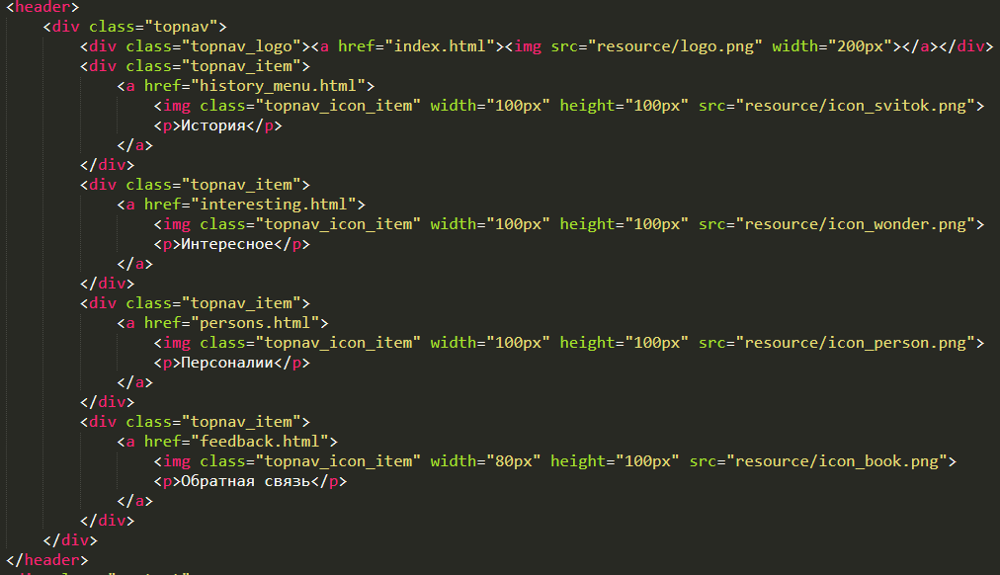 <header>
<div class="topnav">
<div class="topnav_logo"><a href="index.html"><img src="resource/logo.png" width="200px"></a></div>
<div class="topnav_item">
<a href="history_menu.html">
<img class="topnav_icon_item" width="100px" height="100px" src="resource/icon_svitok.png">
<p>История</p>
</a>
</div>
<div class="topnav_item">
<a href="interesting.html">
<img class="topnav_icon_item" width="100px" height="100px" src="resource/icon_wonder.png">
<p>Интересное</p>
</a>
</div>
<div class="topnav_item">
<a href="persons.html">
<img class="topnav_icon_item" width="100px" height="100px" src="resource/icon_person.png">
<p>Персоналии</p>
</a>
</div>
<div class="topnav_item">
<a href="feedback.html">
<img class="topnav_icon_item" width="80px" height="100px" src="resource/icon_book.png">
<p>Обратная связь</p>
</a>
</div>
</div>
</header>